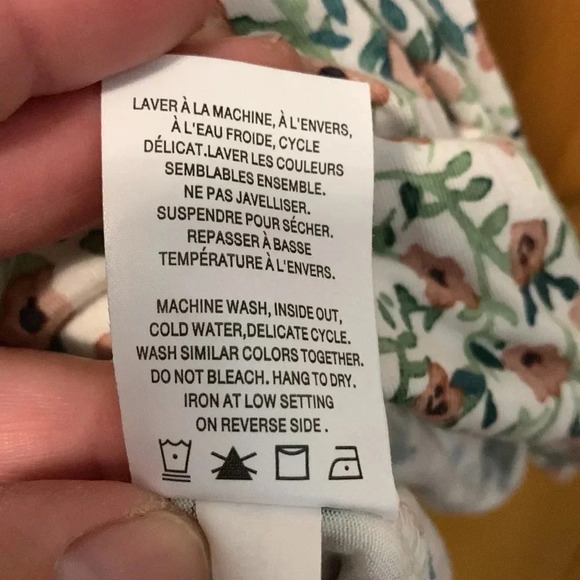 LAVER À LA MACHINE, À L'ENVERS,
À L'EAU FROIDE, CYCLE
DÉLICAT.LAVER LES COULEURS
SEMBLABLES ENSEMBLE.
NE PAS JAVELLISER.
SUSPENDRE POUR SÉCHER.
REPASSER À BASSE
TEMPÉRATURE À L'ENVERS.
MACHINE WASH, INSIDE OUT,
COLD WATER,DELICATE CYCLE.
WASH SIMILAR COLORS TOGETHER.
DO NOT BLEACH. HANG TO DRY.
IRON AT LOW SETTING
ON REVERSE SIDE .